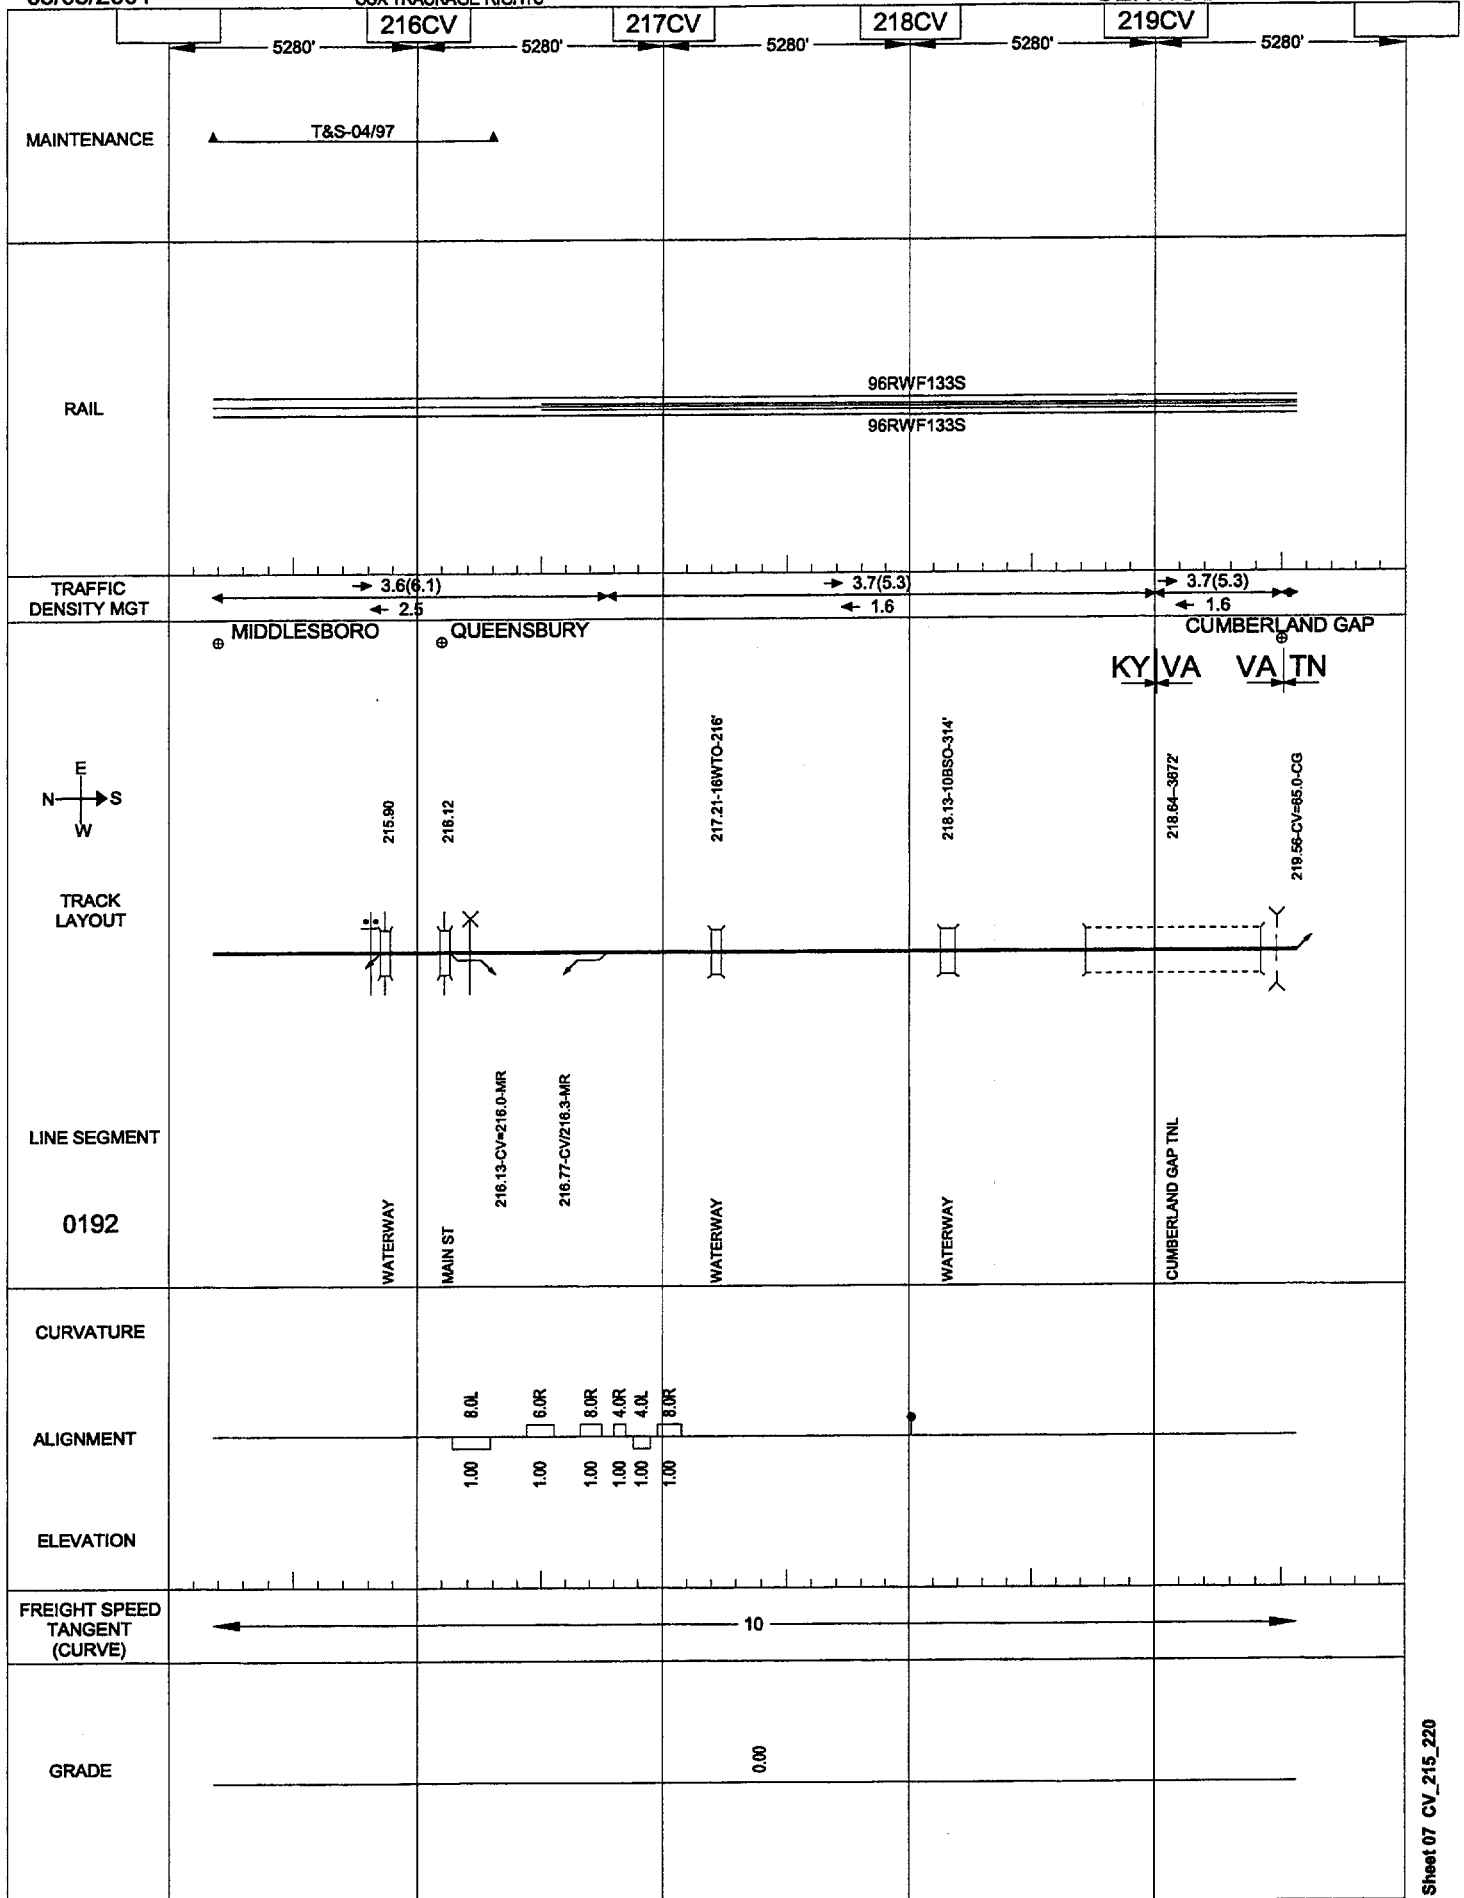 CSX TRACKAGE RIGHTS
216CV 217CV 218CV 219CV
5280' 5280' 5280' 5280' 5280'
MAINTENANCE
T&S-04/97
RAIL
96RWF133S
96RWF133S
TRAFFIC
DENSITY MGT
3.6(6.1) 3.7(5.3) 3.7(5.3)
2.5 1.6 1.6
MIDDLESBORO QUEENSBURY CUMBERLAND GAP
KY VA VA TN
E
N S
W
215.90
216.12
217.21-16WTO-216'
218.13-10BSO-314'
218.64--3672'
219.56-CV=65.0-CG
TRACK
LAYOUT
LINE SEGMENT
0192
216.13-CV=216.0-MR
216.77-CV/216.3-MR
WATERWAY
MAIN ST
WATERWAY
WATERWAY
CUMBERLAND GAP TNL
CURVATURE
8.0L 6.0R 8.0R 4.0R 4.0L 8.0R
ALIGNMENT
1.00 1.00 1.00 1.00 1.00 1.00
ELEVATION
FREIGHT SPEED
TANGENT
(CURVE)
10
GRADE
0.00
Sheet 07 CV_215_220